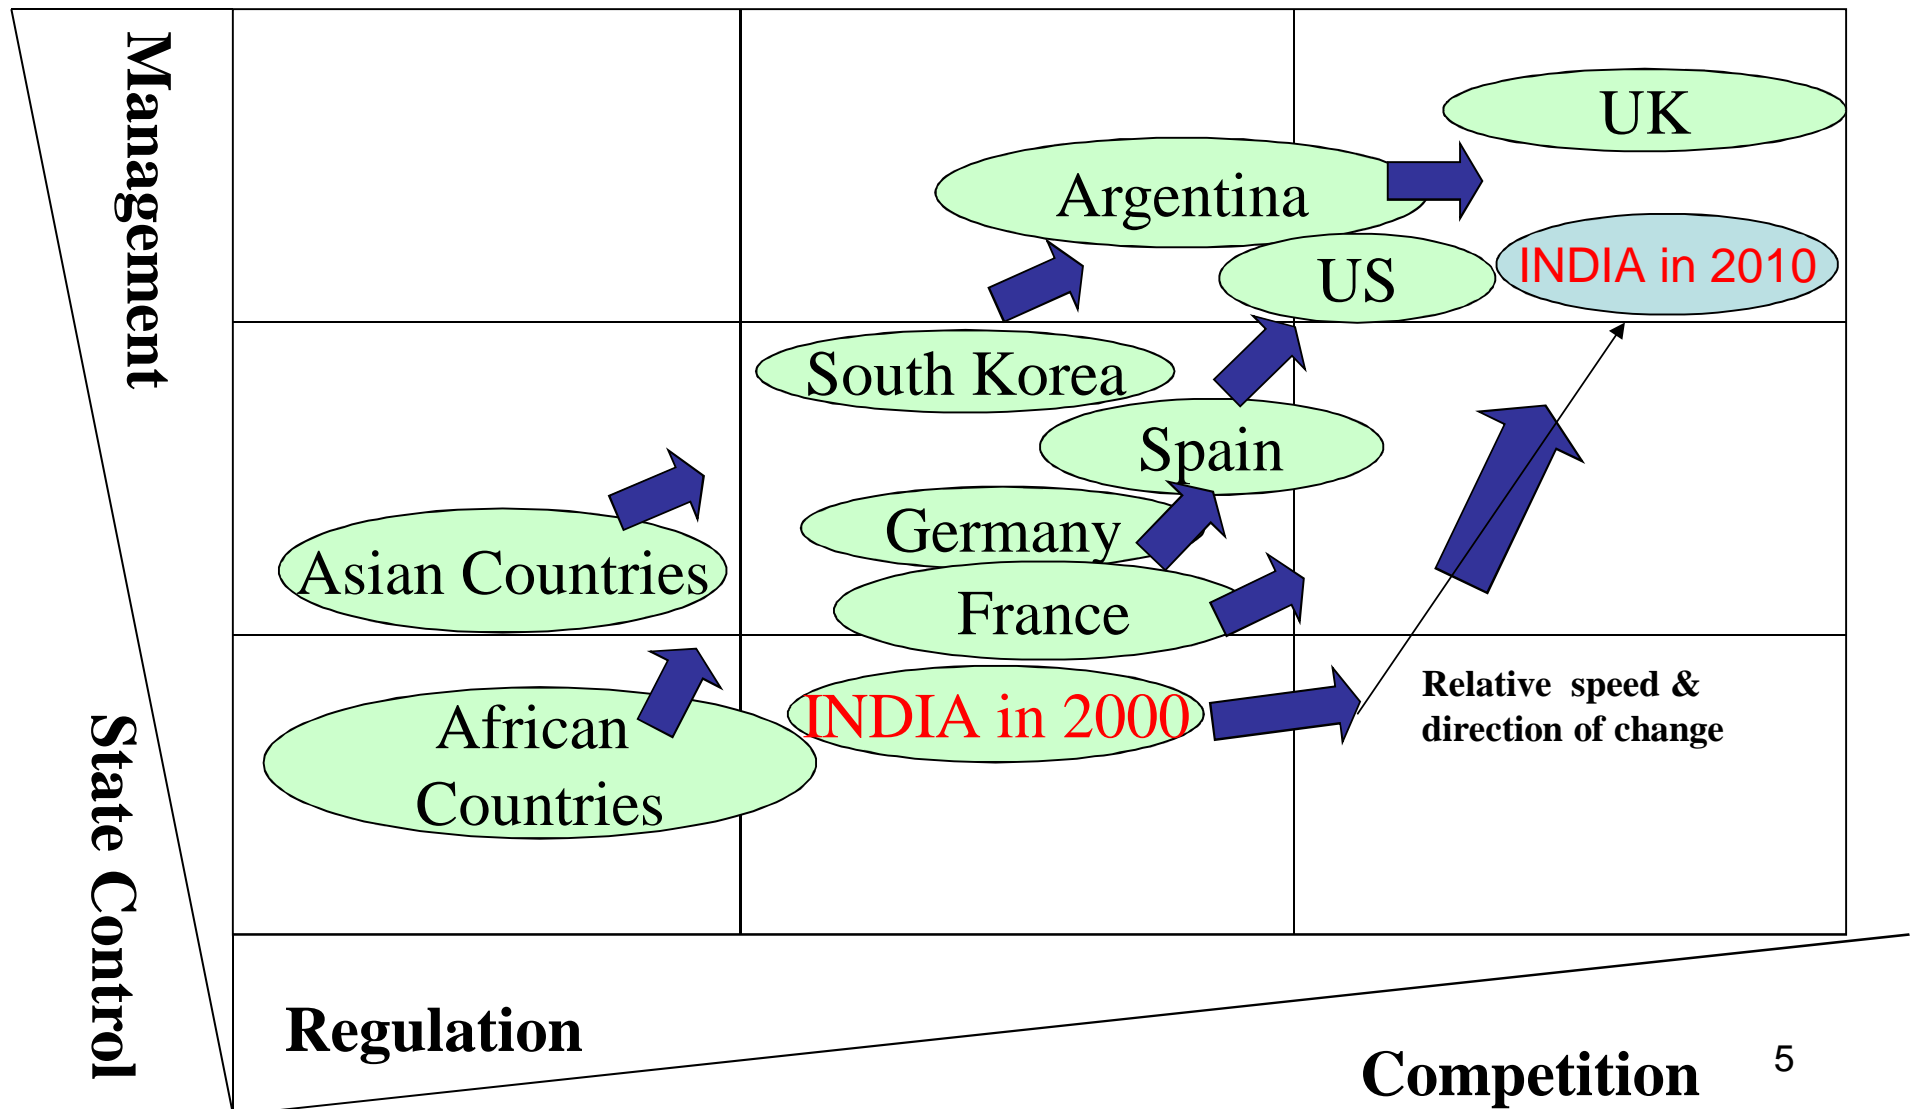 Management
State Control
UK
Argentina
US
INDIA in 2010
South Korea
Spain
Germany
Asian Countries
France
African
Countries
INDIA in 2000
Relative speed &
direction of change
Regulation
Competition
5